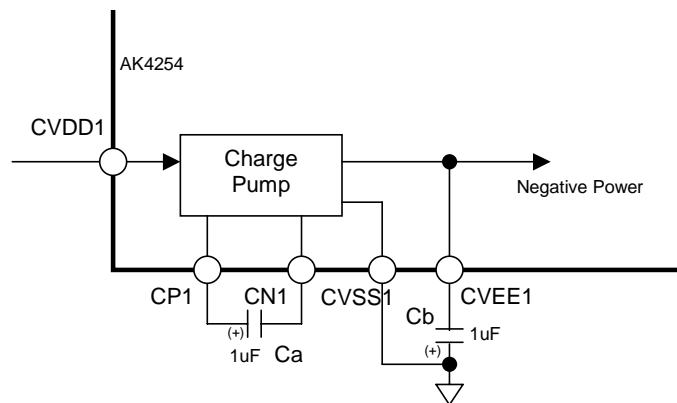 AK4254
CVDD1
Charge
Pump
Negative Power
CP1
CN1
CVSS1
CVEE1
(+)
1uF
Ca
Cb
1uF
(+)